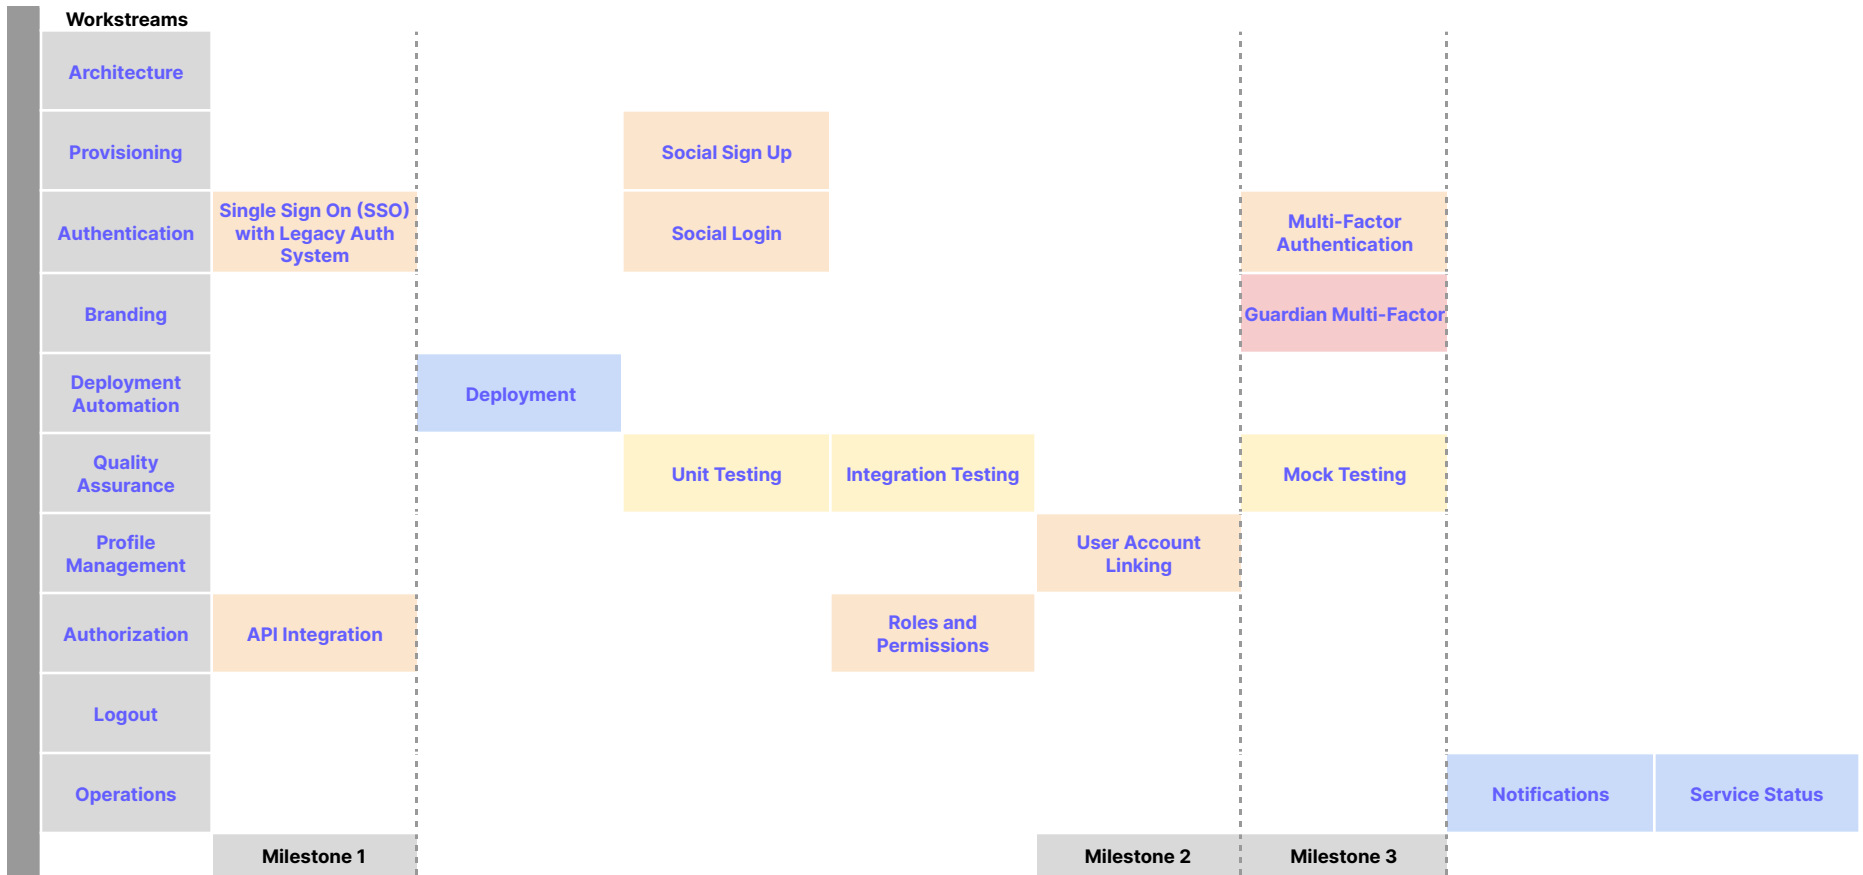 Workstreams
Architecture
Provisioning
Social Sign Up
Authentication
Single Sign On (SSO)
with Legacy Auth
System
Social Login
Multi-Factor
Authentication
Branding
Guardian Multi-Factor
Deployment
Automation
Deployment
Quality
Assurance
Unit Testing
Integration Testing
Mock Testing
Profile
Management
User Account
Linking
Authorization
API Integration
Roles and
Permissions
Logout
Operations
Notifications
Service Status
Milestone 1
Milestone 2
Milestone 3